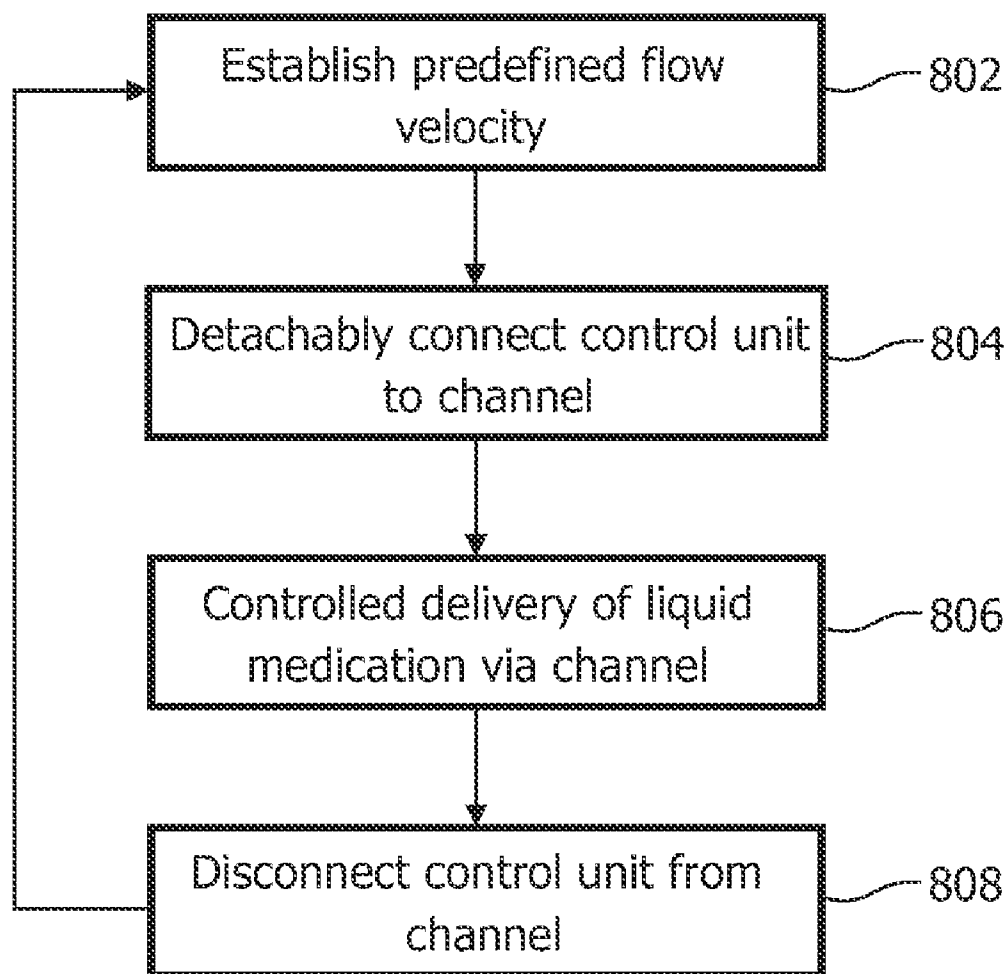 Establish predefined flow
velocity
802
Detachably connect control unit
to channel
804
Controlled delivery of liquid
medication via channel
806
Disconnect control unit from
channel
808